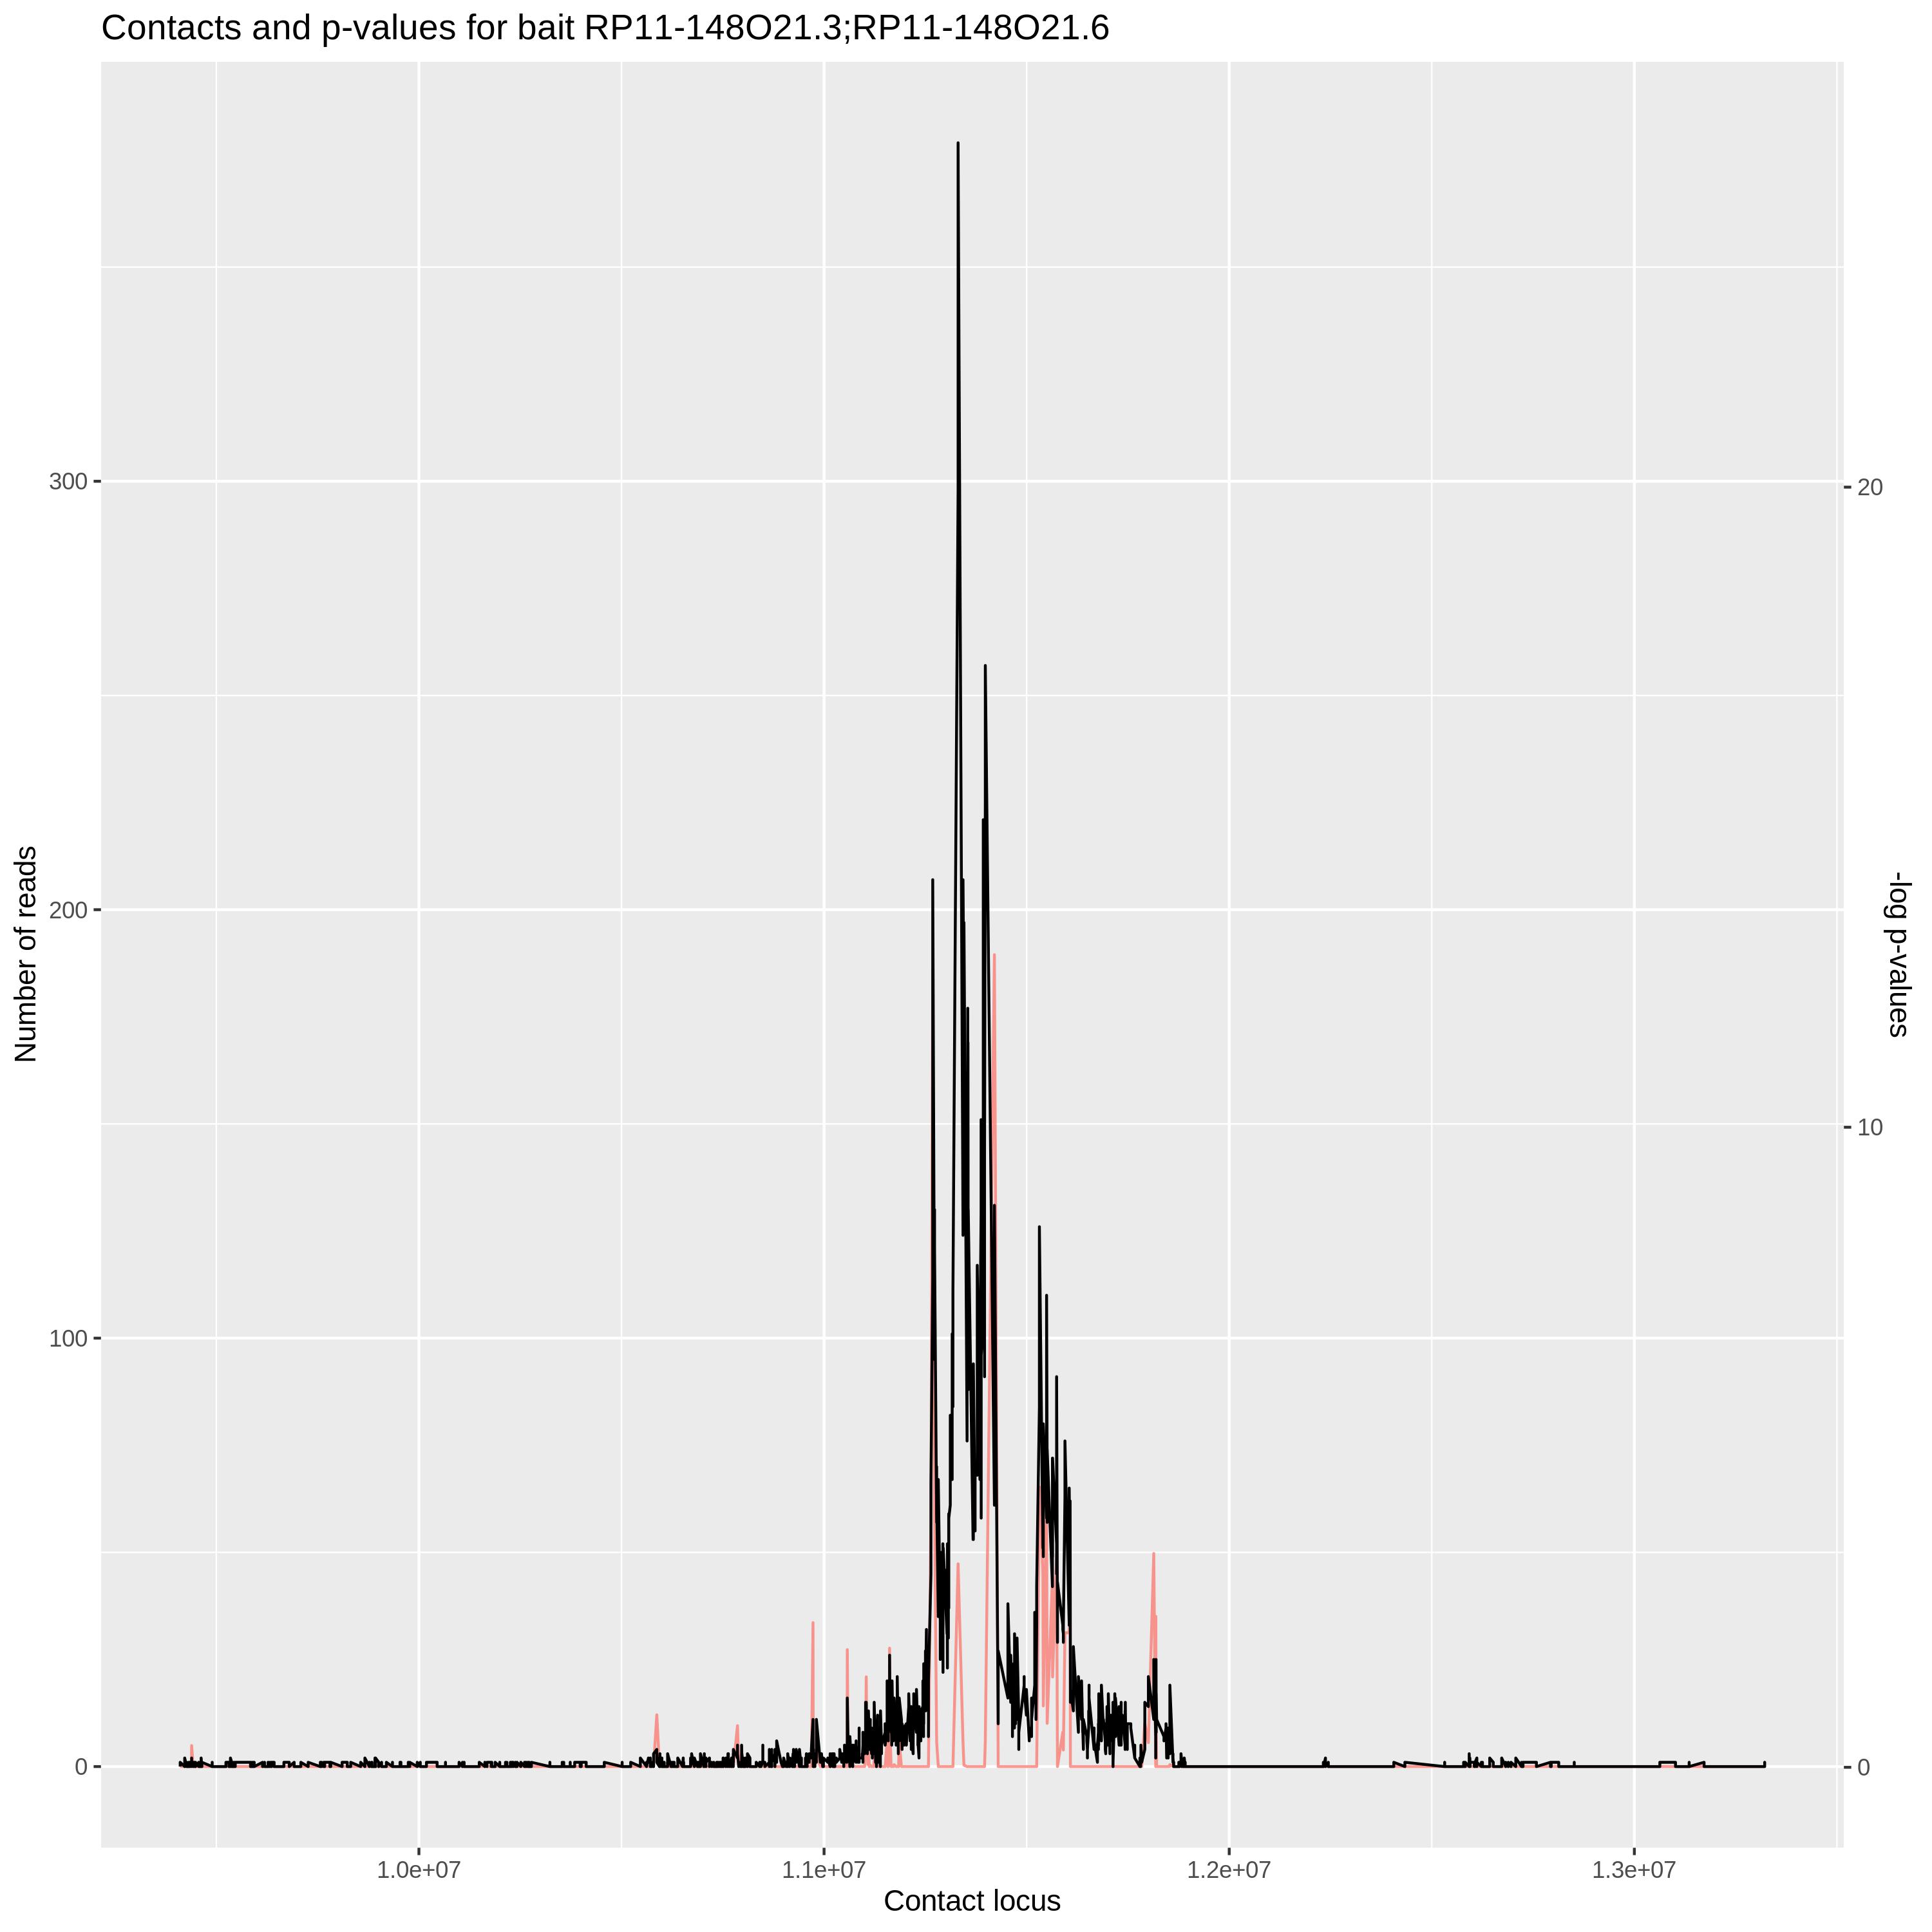 Contacts and p-values for bait RP11-148O21.3;RP11-148O21.6
Number of reads
300
200
100
0
20
10
0
-log p-values
1.0e+07
1.1e+07
1.2e+07
1.3e+07
Contact locus